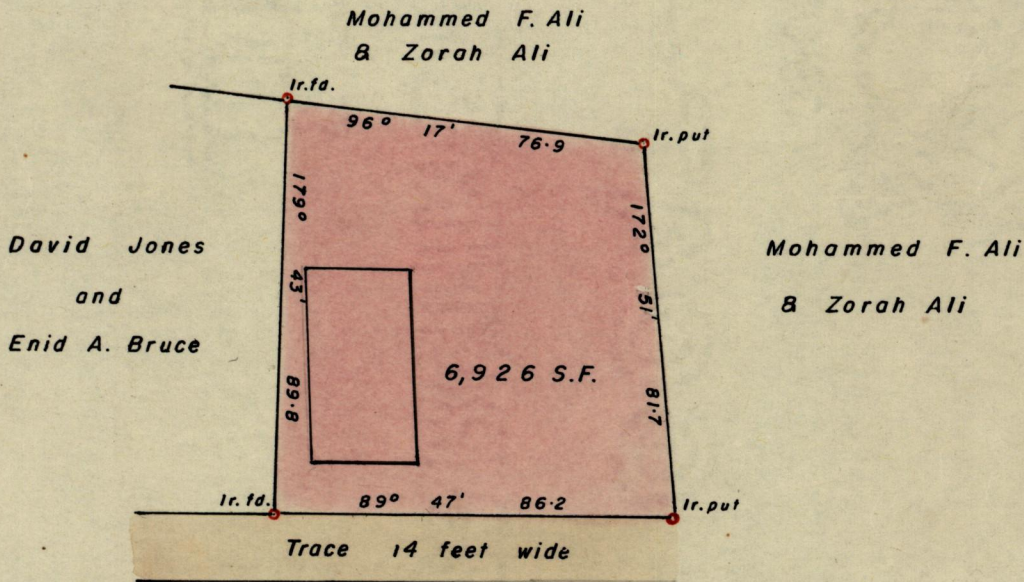 Mohammed F. Ali
& Zorah Ali
Ir. fd.
96° 17' 76·9
Ir. put
179° 43' 89·8
172° 51' 81·7
David Jones
and
Enid A. Bruce
Mohammed F. Ali
& Zorah Ali
6,926 S.F.
Ir. fd.
89° 47' 86·2
Ir. put
Trace 14 feet wide